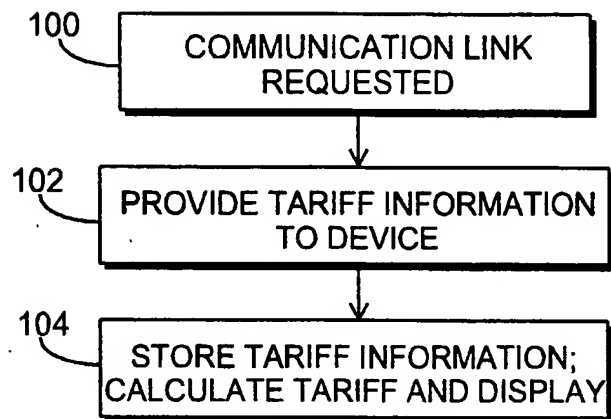 100
COMMUNICATION LINK
REQUESTED
102
PROVIDE TARIFF INFORMATION
TO DEVICE
104
STORE TARIFF INFORMATION;
CALCULATE TARIFF AND DISPLAY